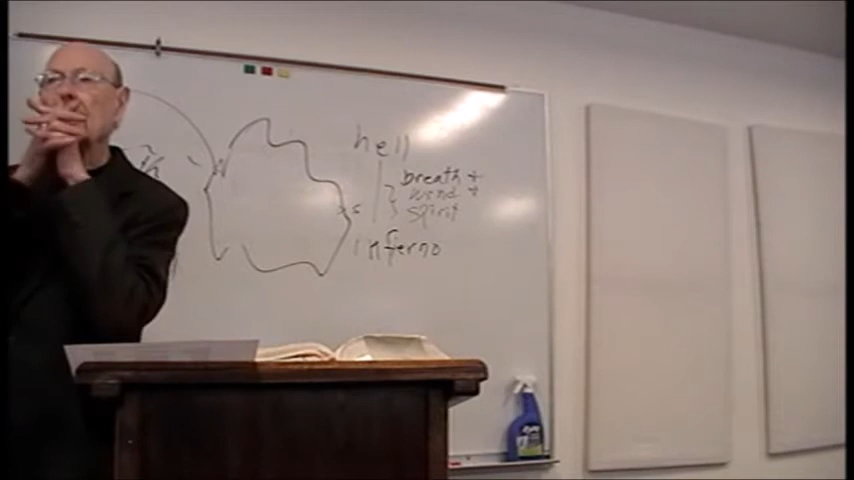 hell
breath +
wind +
spirit
inferno